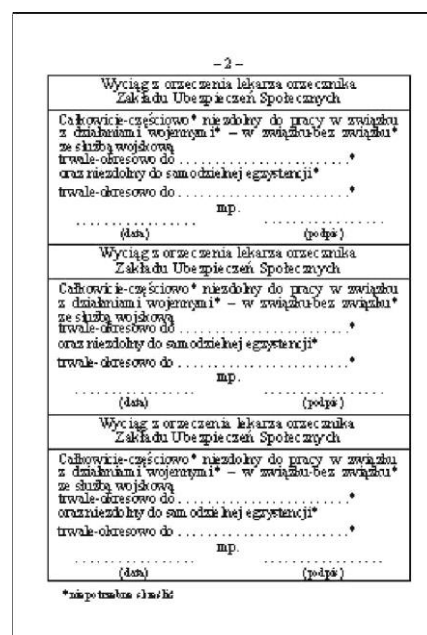 – 2 –
Wyciąg z orzeczenia lekarza orzecznika
Zakładu Ubezpieczeń Społecznych
Całkowicie-częściowo* niezdolny do pracy w związku
z działaniami wojennymi* – w związku-bez związku*
ze służbą wojskową
trwale-okresowo do . . . . . . . . . . . . . . . . . . . . . . .*
oraz niezdolny do samodzielnej egzystencji*
trwale-okresowo do . . . . . . . . . . . . . . . . . . . . . . .*
mp.
. . . . . . . . . . . . . . . . . . . . . . . . . . . . . .
(data) (podpis)
Wyciąg z orzeczenia lekarza orzecznika
Zakładu Ubezpieczeń Społecznych
Całkowicie-częściowo* niezdolny do pracy w związku
z działaniami wojennymi* – w związku-bez związku*
ze służbą wojskową
trwale-okresowo do . . . . . . . . . . . . . . . . . . . . . . .*
oraz niezdolny do samodzielnej egzystencji*
trwale-okresowo do . . . . . . . . . . . . . . . . . . . . . . .*
mp.
. . . . . . . . . . . . . . . . . . . . . . . . . . . . . .
(data) (podpis)
Wyciąg z orzeczenia lekarza orzecznika
Zakładu Ubezpieczeń Społecznych
Całkowicie-częściowo* niezdolny do pracy w związku
z działaniami wojennymi* – w związku-bez związku*
ze służbą wojskową
trwale-okresowo do . . . . . . . . . . . . . . . . . . . . . . .*
oraz niezdolny do samodzielnej egzystencji*
trwale-okresowo do . . . . . . . . . . . . . . . . . . . . . . .*
mp.
. . . . . . . . . . . . . . . . . . . . . . . . . . . . . .
(data) (podpis)
*niepotrzebne skreślić